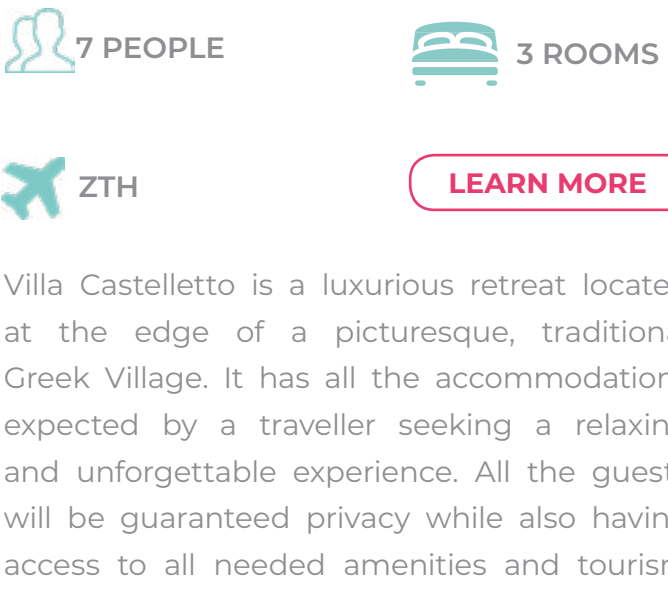 7 PEOPLE
3 ROOMS
ZTH
LEARN MORE
Villa Castelletto is a luxurious retreat locate
at the edge of a picturesque, tradition
Greek Village. It has all the accommodation
expected by a traveller seeking a relaxin
and unforgettable experience. All the guest
will be guaranteed privacy while also havin
access to all needed amenities and touris